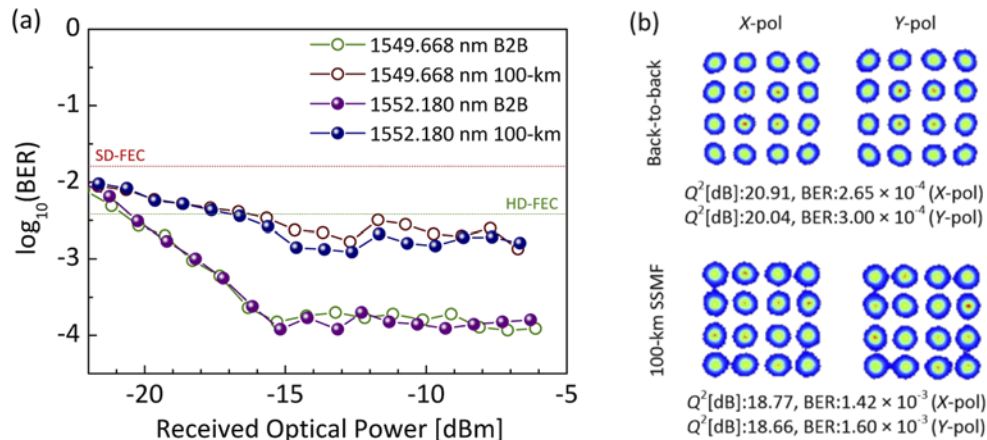 (a)
0
-1
-2
-3
-4
log10(BER)
1549.668 nm B2B
1549.668 nm 100-km
1552.180 nm B2B
1552.180 nm 100-km
SD-FEC
HD-FEC
-20
-15
-10
-5
Received Optical Power [dBm]
(b)
X-pol
Y-pol
Back-to-back
Q²[dB]:20.91, BER:2.65 × 10⁻⁴ (X-pol)
Q²[dB]:20.04, BER:3.00 × 10⁻⁴ (Y-pol)
100-km SSMF
Q²[dB]:18.77, BER:1.42 × 10⁻³ (X-pol)
Q²[dB]:18.66, BER:1.60 × 10⁻³ (Y-pol)